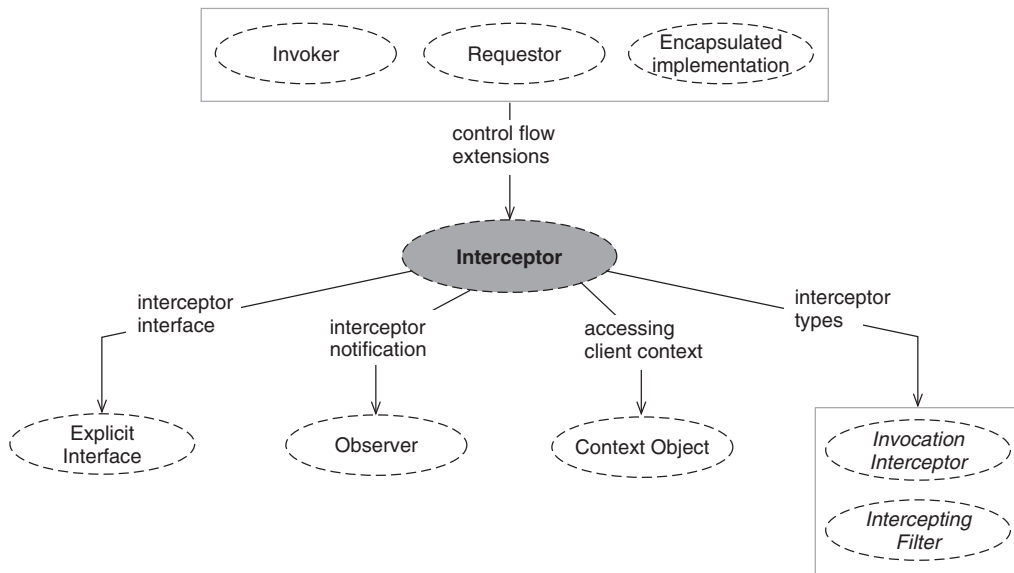 Invoker
Requestor
Encapsulated
implementation
control flow
extensions
Interceptor
interceptor
interface
interceptor
notification
accessing
client context
interceptor
types
Explicit
Interface
Observer
Context Object
Invocation
Interceptor
Intercepting
Filter